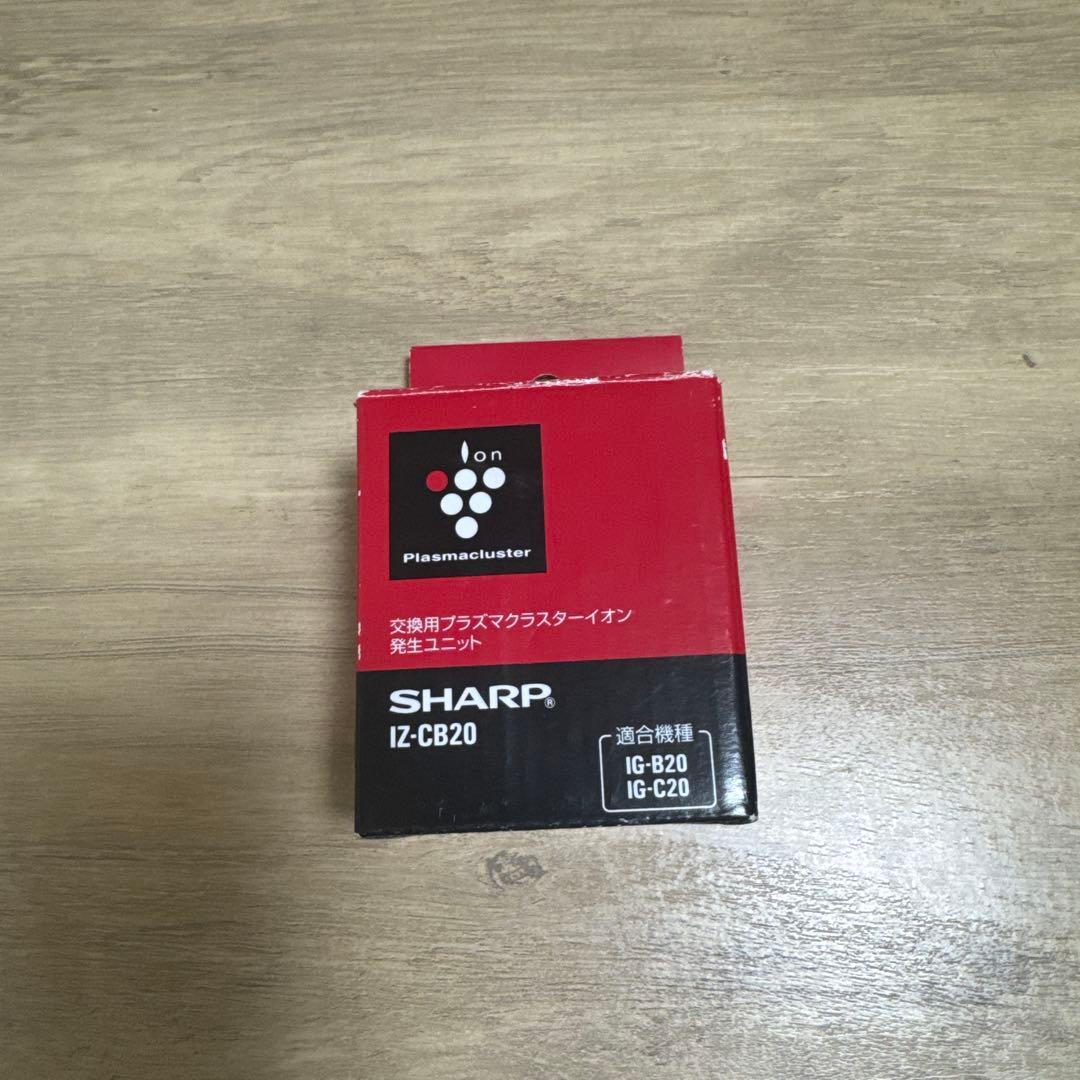 Ion
Plasmacluster
交換用プラズマクラスターイオン
発生ユニット
SHARP®
IZ-CB20
適合機種
IG-B20
IG-C20